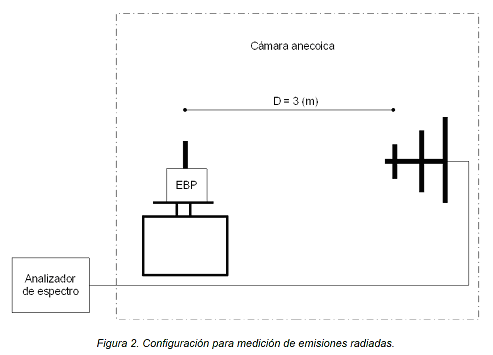 Cámara anecoica
D = 3 (m)
EBP
Analizador
de espectro
Figura 2. Configuración para medición de emisiones radiadas.